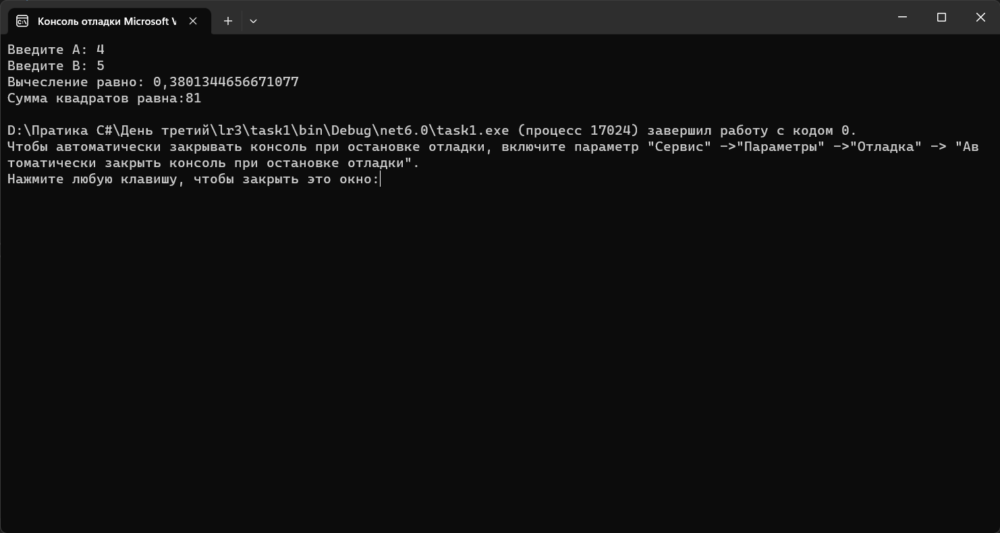 Консоль отладки Microsoft V
Введите A: 4
Введите B: 5
Вычесление равно: 0,3801344656671077
Сумма квадратов равна:81
D:\Пратика C#\День третий\lr3\task1\bin\Debug\net6.0\task1.exe (процесс 17024) завершил работу с кодом 0.
Чтобы автоматически закрывать консоль при остановке отладки, включите параметр "Сервис" ->"Параметры" ->"Отладка" -> "Ав
томатически закрыть консоль при остановке отладки".
Нажмите любую клавишу, чтобы закрыть это окно: